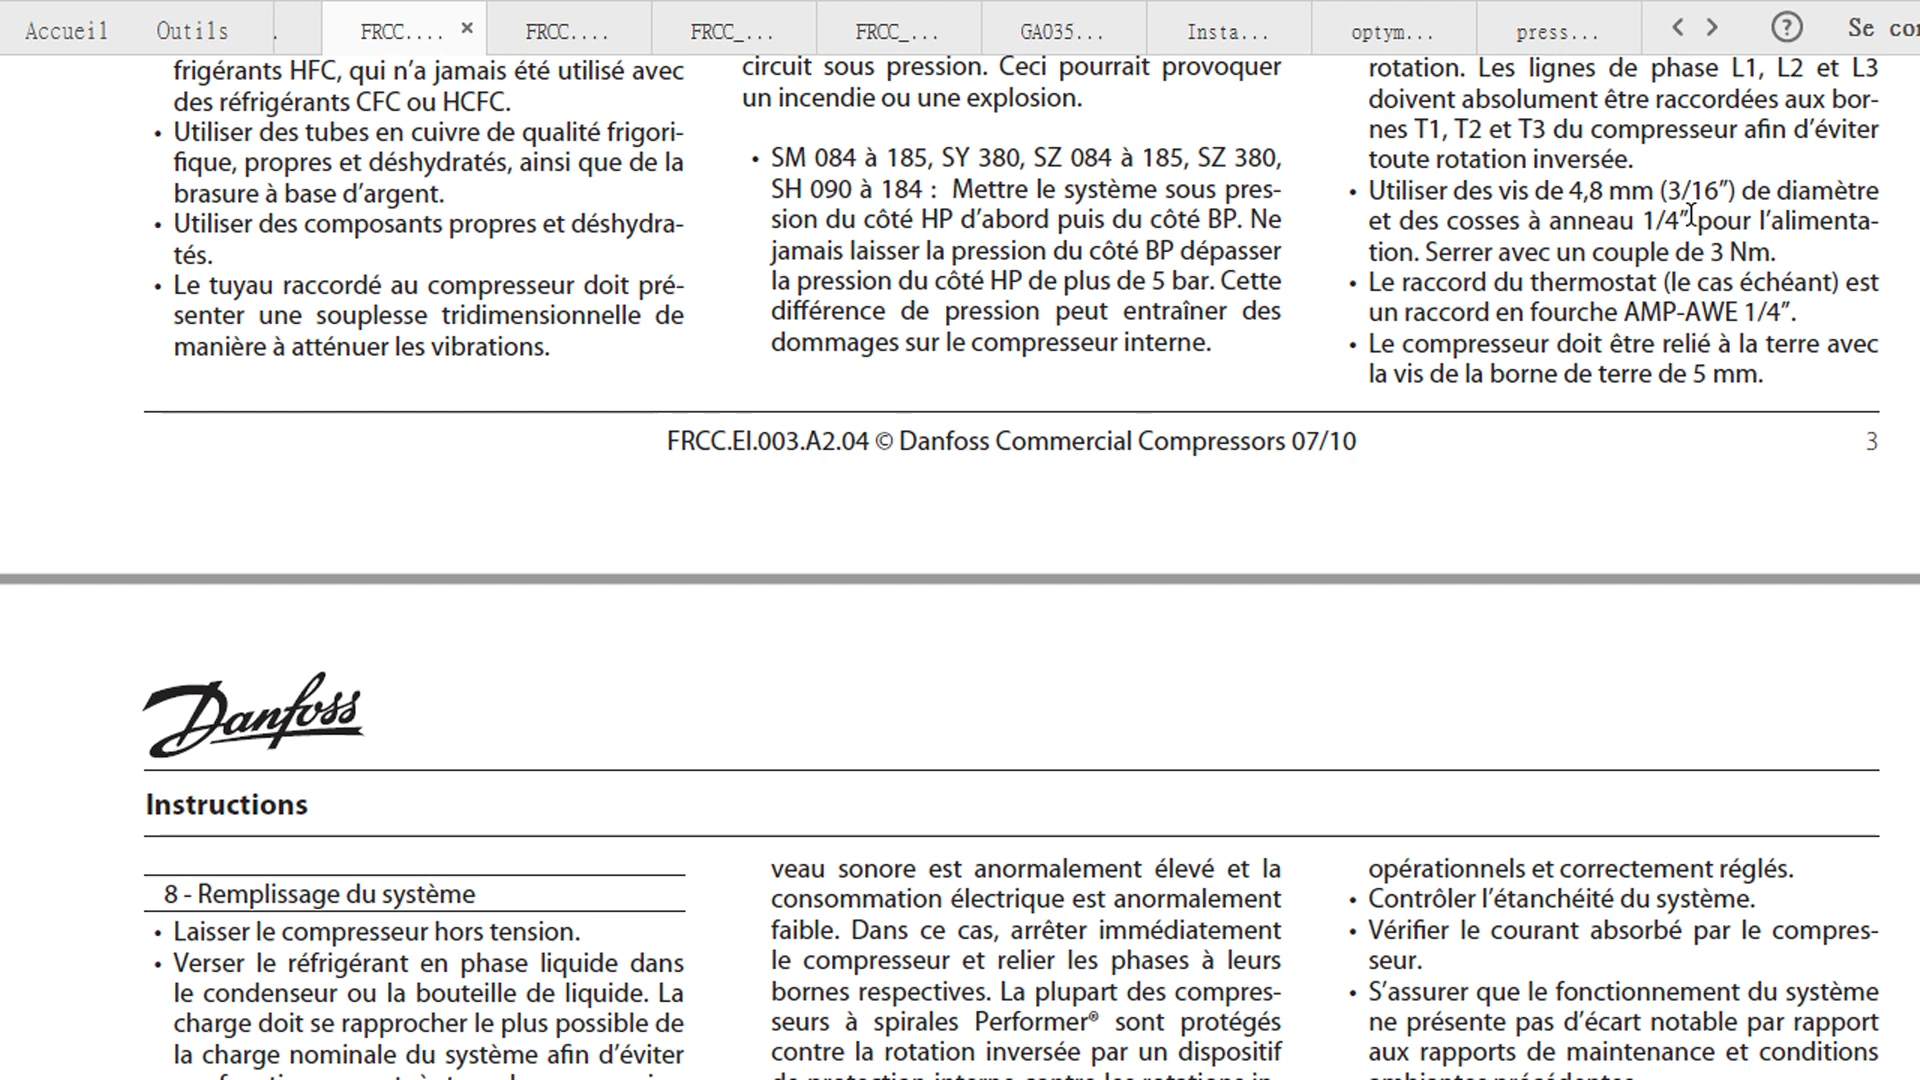 Accueil
Outils
.
FRCC....
×
FRCC....
FRCC_...
FRCC_...
GA035...
Insta...
optym...
press...
?
Se co
frigérants HFC, qui n’a jamais été utilisé avec
des réfrigérants CFC ou HCFC.
• Utiliser des tubes en cuivre de qualité frigori-
fique, propres et déshydratés, ainsi que de la
brasure à base d’argent.
• Utiliser des composants propres et déshydra-
tés.
• Le tuyau raccordé au compresseur doit pré-
senter une souplesse tridimensionnelle de
manière à atténuer les vibrations.
circuit sous pression. Ceci pourrait provoquer
un incendie ou une explosion.
• SM 084 à 185, SY 380, SZ 084 à 185, SZ 380,
SH 090 à 184 : Mettre le système sous pres-
sion du côté HP d’abord puis du côté BP. Ne
jamais laisser la pression du côté BP dépasser
la pression du côté HP de plus de 5 bar. Cette
différence de pression peut entraîner des
dommages sur le compresseur interne.
rotation. Les lignes de phase L1, L2 et L3
doivent absolument être raccordées aux bor-
nes T1, T2 et T3 du compresseur afin d’éviter
toute rotation inversée.
• Utiliser des vis de 4,8 mm (3/16”) de diamètre
et des cosses à anneau 1/4” pour l’alimenta-
tion. Serrer avec un couple de 3 Nm.
• Le raccord du thermostat (le cas échéant) est
un raccord en fourche AMP-AWE 1/4”.
• Le compresseur doit être relié à la terre avec
la vis de la borne de terre de 5 mm.
FRCC.EI.003.A2.04 © Danfoss Commercial Compressors 07/10
3
Danfoss
Instructions
8 - Remplissage du système
• Laisser le compresseur hors tension.
• Verser le réfrigérant en phase liquide dans
le condenseur ou la bouteille de liquide. La
charge doit se rapprocher le plus possible de
la charge nominale du système afin d’éviter
veau sonore est anormalement élevé et la
consommation électrique est anormalement
faible. Dans ce cas, arrêter immédiatement
le compresseur et relier les phases à leurs
bornes respectives. La plupart des compres-
seurs à spirales Performer® sont protégés
contre la rotation inversée par un dispositif
opérationnels et correctement réglés.
• Contrôler l’étanchéité du système.
• Vérifier le courant absorbé par le compres-
seur.
• S’assurer que le fonctionnement du système
ne présente pas d’écart notable par rapport
aux rapports de maintenance et conditions